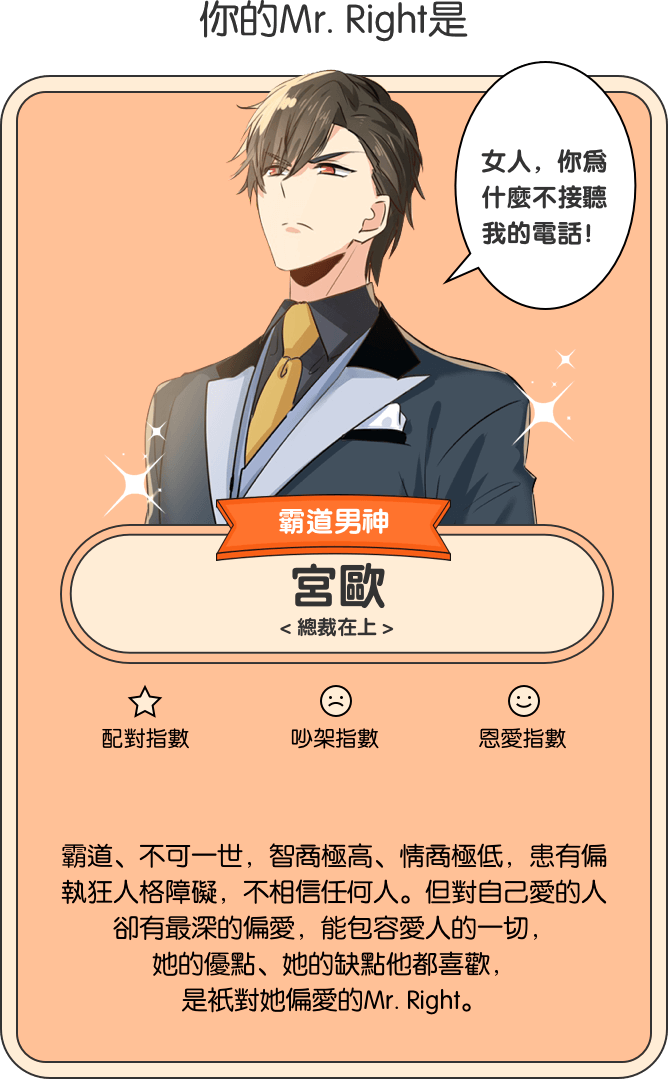 你的Mr. Right是
女人，你為
什麼不接聽
我的電話！
霸道男神
宮歐
< 總裁在上 >
配對指數
吵架指數
恩愛指數
霸道、不可一世，智商極高、情商極低，患有偏
執狂人格障礙，不相信任何人。但對自己愛的人
卻有最深的偏愛，能包容愛人的一切，
她的優點、她的缺點他都喜歡，
是衹對她偏愛的Mr. Right。